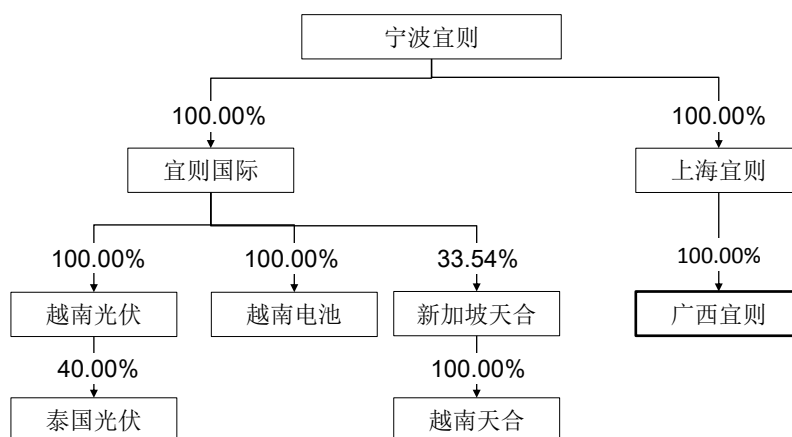 宁波宜则
100.00%
100.00%
宜则国际
上海宜则
100.00%
100.00%
33.54%
100.00%
越南光伏
越南电池
新加坡天合
广西宜则
40.00%
100.00%
泰国光伏
越南天合